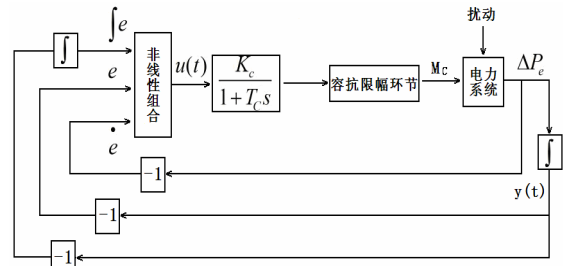 扰动
∫
∫e
e
ė
非线性组合
u(t)
K_c
1+T_C s
容抗限幅环节
M_C
电力
系统
ΔP_e
∫
y(t)
-1
-1
-1